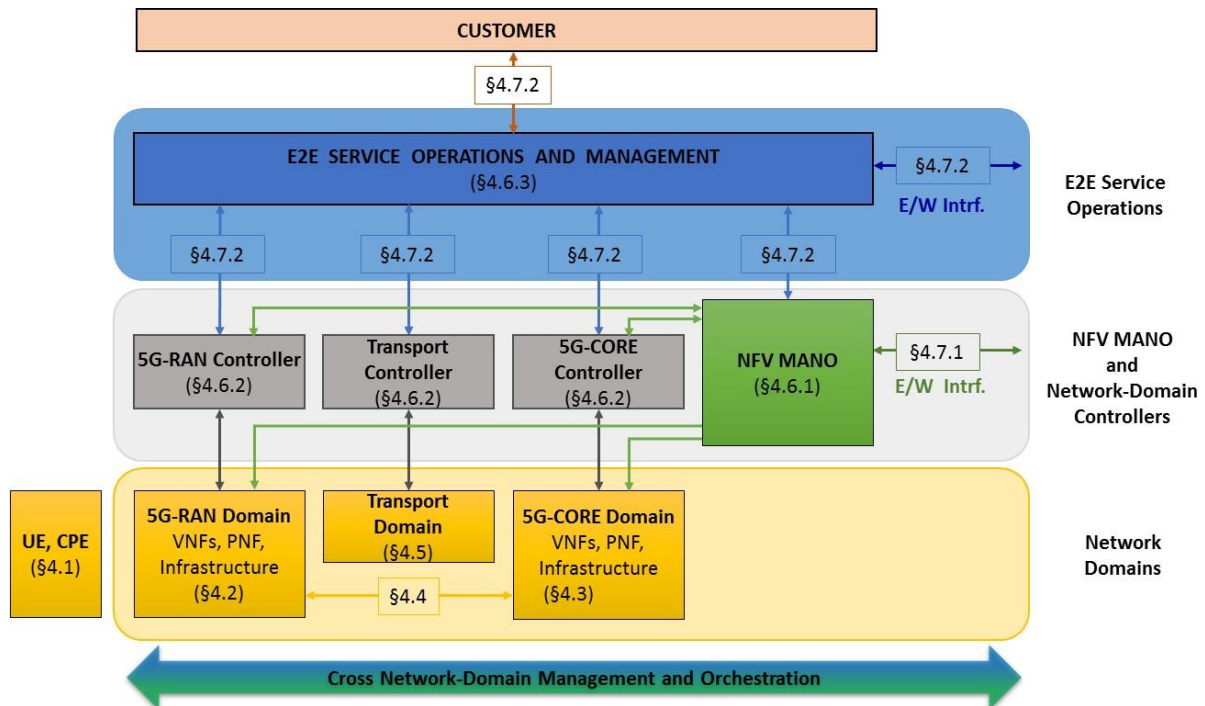 CUSTOMER
§4.7.2
E2E SERVICE OPERATIONS AND MANAGEMENT
(§4.6.3)
§4.7.2
E/W Intrf.
E2E Service
Operations
§4.7.2
§4.7.2
§4.7.2
§4.7.2
5G-RAN Controller
(§4.6.2)
Transport
Controller
(§4.6.2)
5G-CORE
Controller
(§4.6.2)
NFV MANO
(§4.6.1)
§4.7.1
E/W Intrf.
NFV MANO
and
Network-Domain
Controllers
UE, CPE
(§4.1)
5G-RAN Domain
VNFs, PNF,
Infrastructure
(§4.2)
Transport
Domain
(§4.5)
§4.4
5G-CORE Domain
VNFs, PNF,
Infrastructure
(§4.3)
Network
Domains
Cross Network-Domain Management and Orchestration